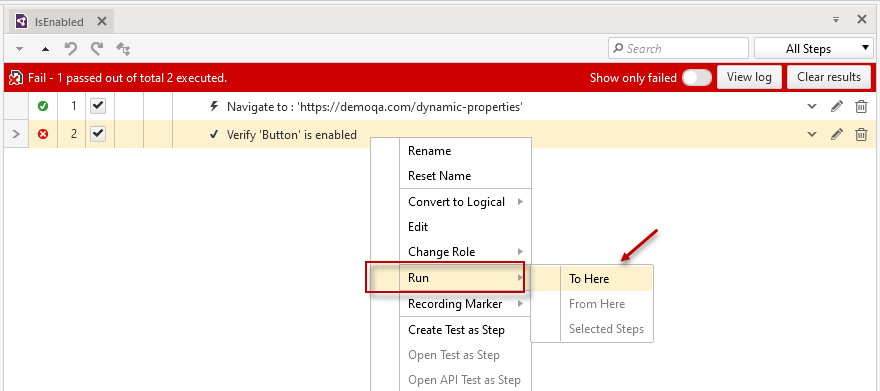 IsEnabled
Search
All Steps
Fail - 1 passed out of total 2 executed.
Show only failed
View log
Clear results
1 Navigate to : 'https://demoqa.com/dynamic-properties'
2 Verify 'Button' is enabled
Rename
Reset Name
Convert to Logical
Edit
Change Role
Run
To Here
From Here
Recording Marker
Selected Steps
Create Test as Step
Open Test as Step
Open API Test as Step